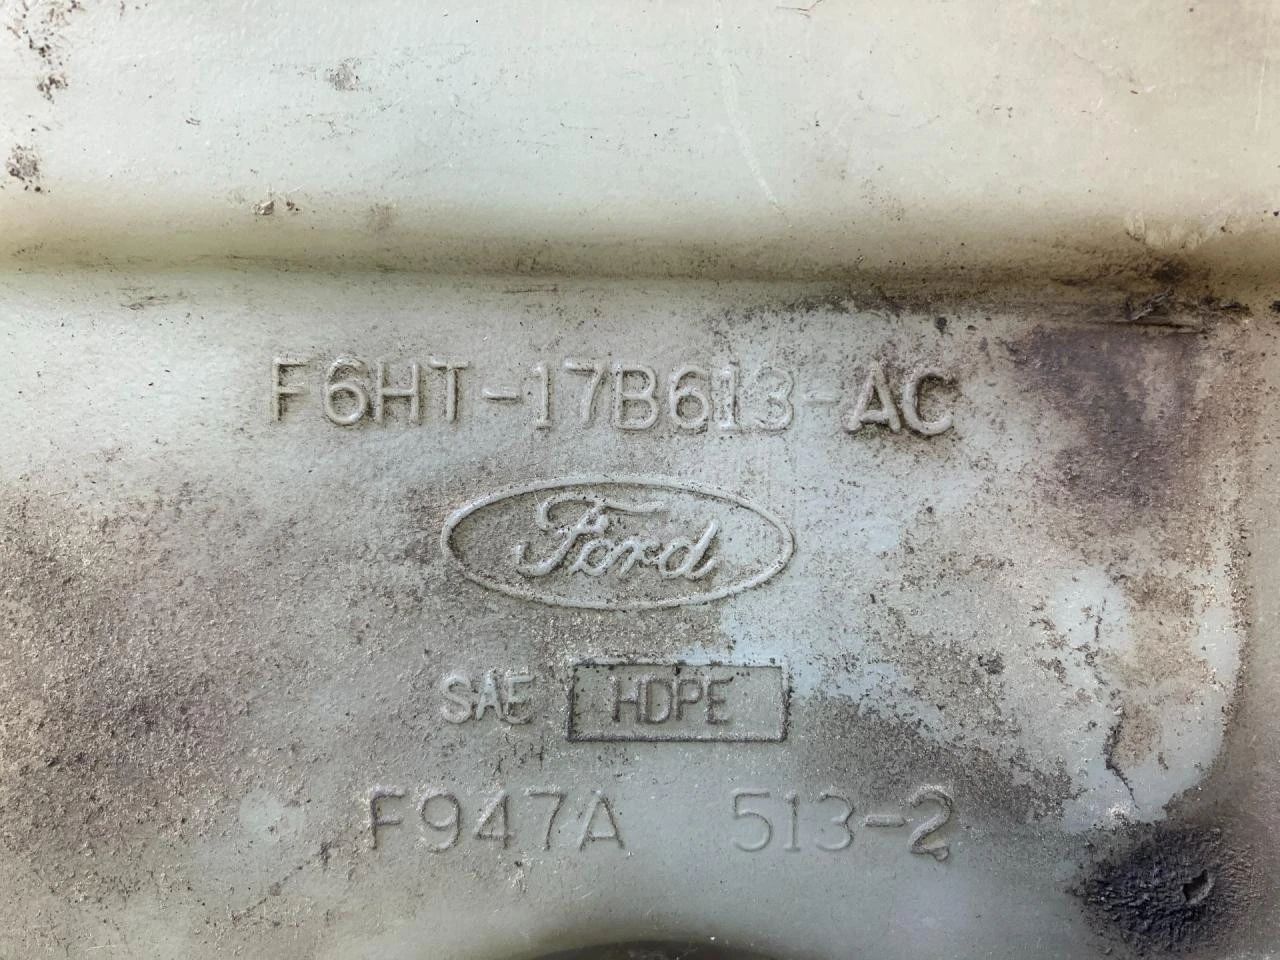 F6HT-17B613-AC
Ford
SAE HDPE
F947A 513-2